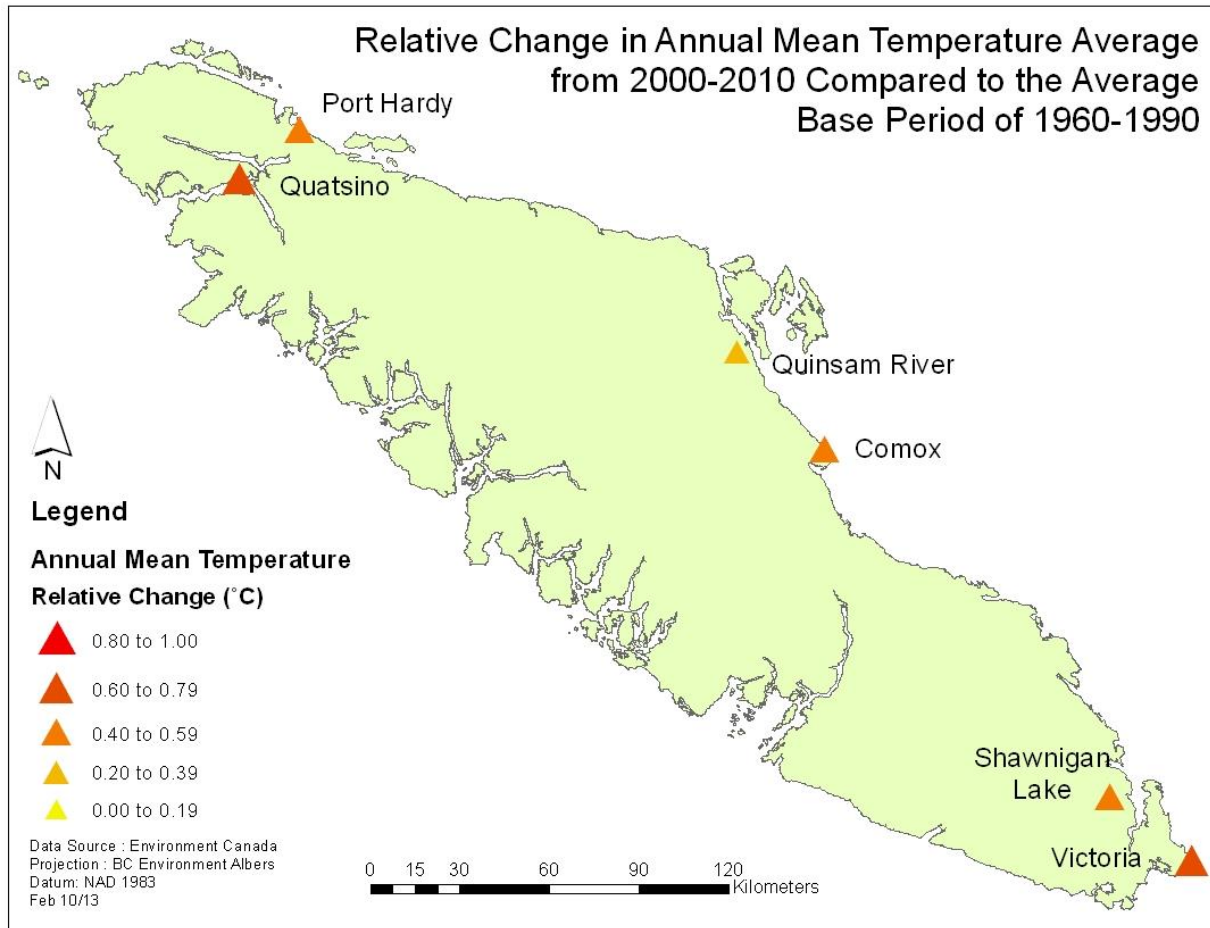 Relative Change in Annual Mean Temperature Average
from 2000-2010 Compared to the Average
Base Period of 1960-1990
Port Hardy
Quatsino
Quinsam River
Comox
N
Legend
Annual Mean Temperature
Relative Change (˚C)
0.80 to 1.00
0.60 to 0.79
0.40 to 0.59
0.20 to 0.39
0.00 to 0.19
Shawnigan
Lake
Victoria
Data Source : Environment Canada
Projection : BC Environment Albers
Datum: NAD 1983
Feb 10/13
0 15 30 60 90 120
Kilometers